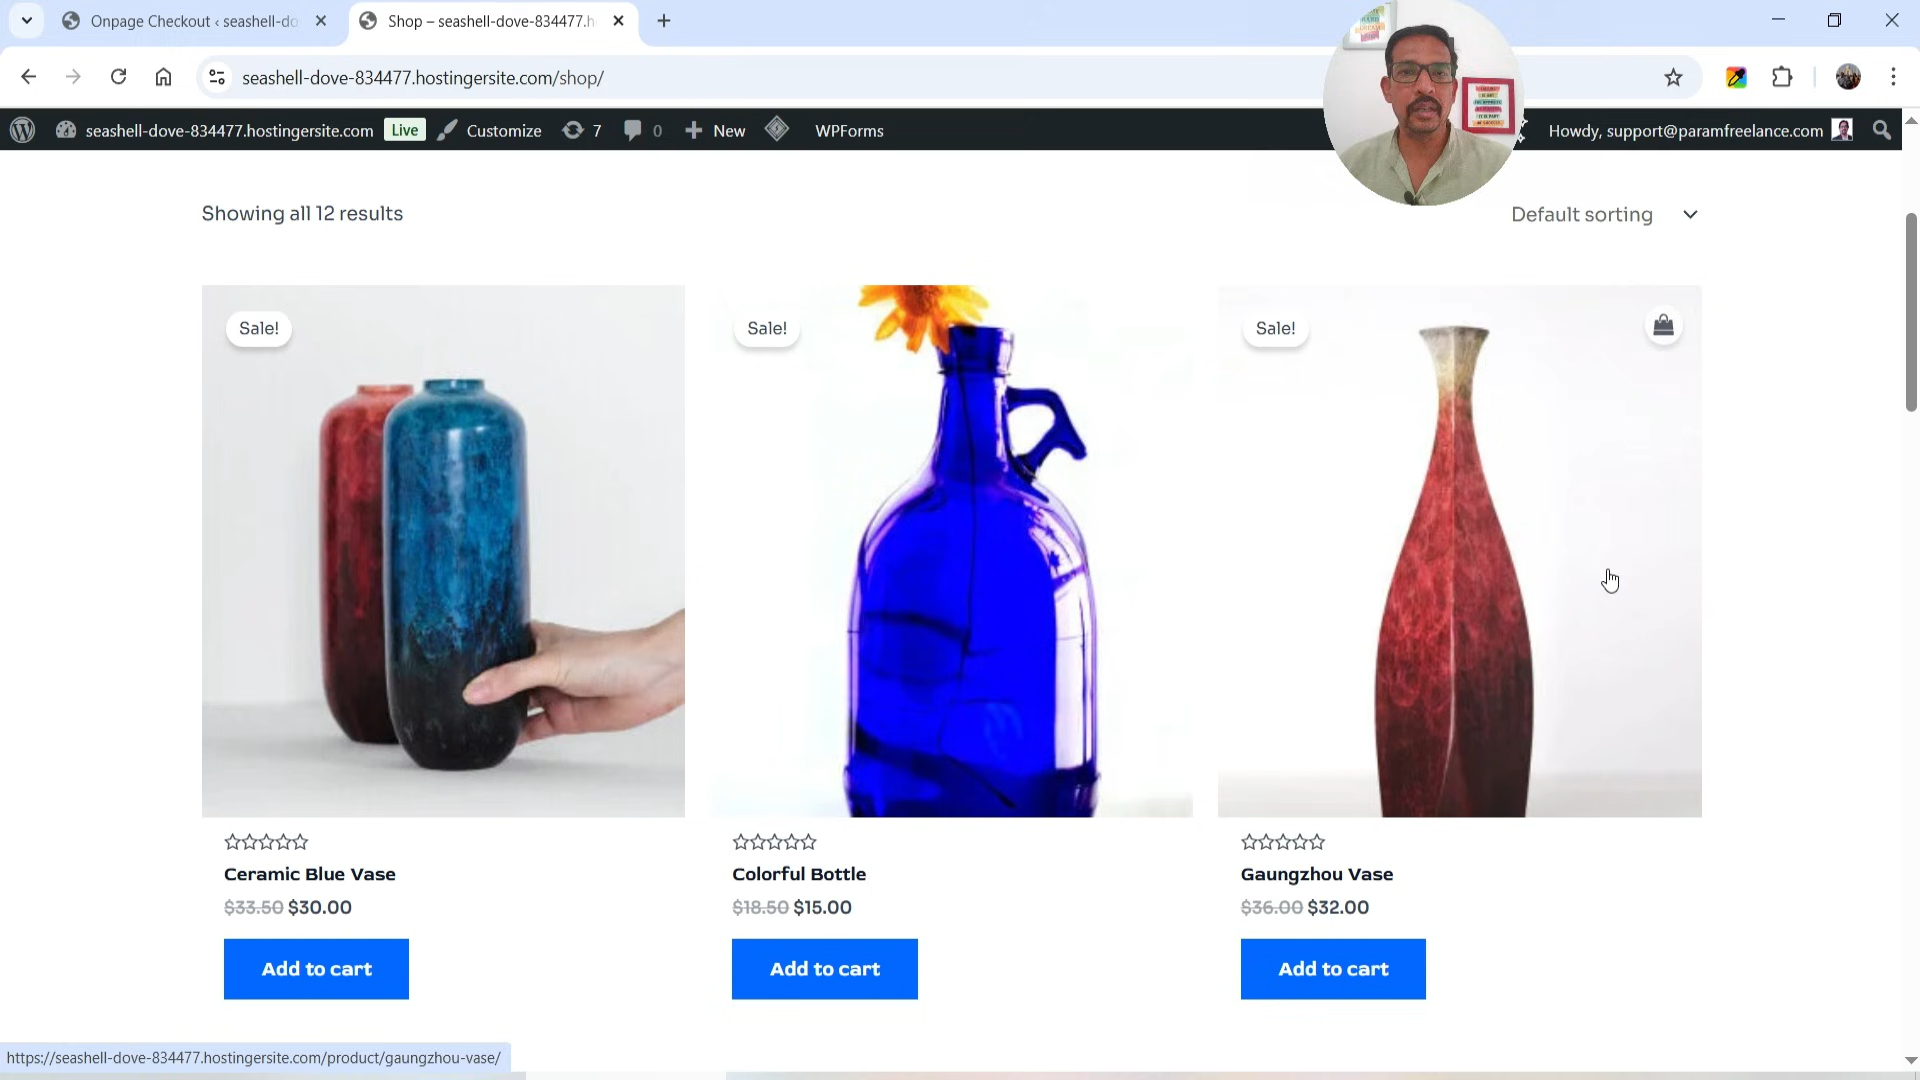 Onpage Checkout ‹ seashell-do
Shop – seashell-dove-834477.h
seashell-dove-834477.hostingersite.com/shop/
seashell-dove-834477.hostingersite.com Live Customize 7 0 New WPForms
Howdy, support@paramfreelance.com
Showing all 12 results
Default sorting
Sale!
Sale!
Sale!
Ceramic Blue Vase
$33.50 $30.00
Add to cart
Colorful Bottle
$18.50 $15.00
Add to cart
Gaungzhou Vase
$36.00 $32.00
Add to cart
https://seashell-dove-834477.hostingersite.com/product/gaungzhou-vase/